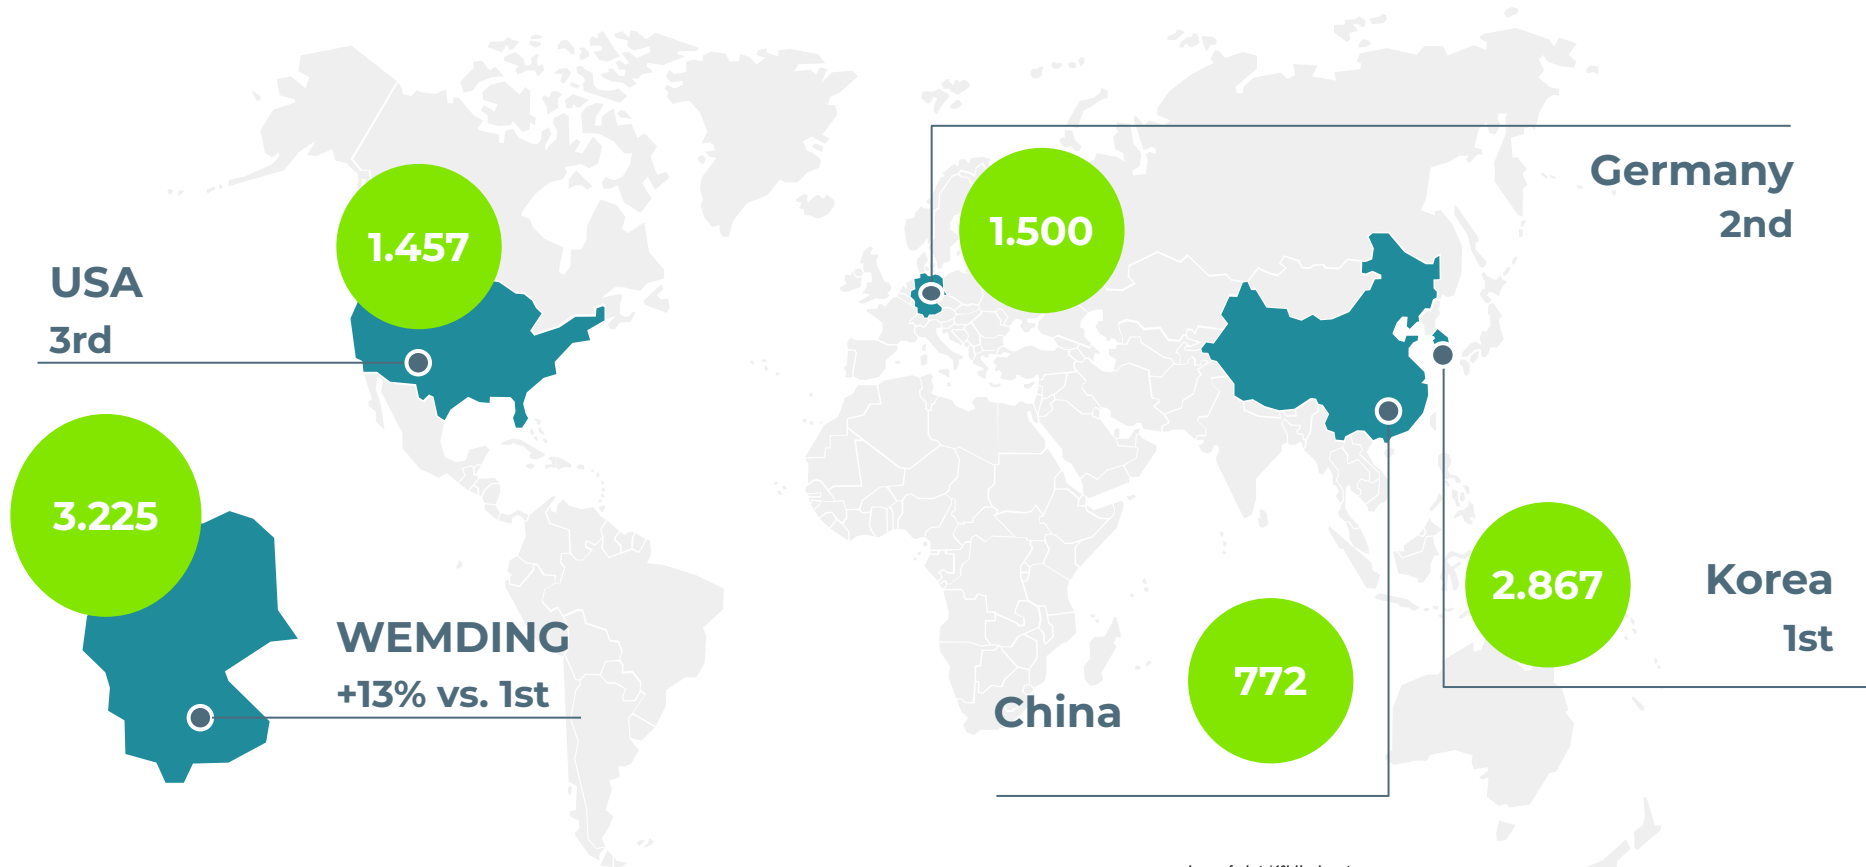 Germany
2nd
1.500
1.457
USA
3rd
3.225
WEMDING
+13% vs. 1st
2.867
Korea
1st
772
China